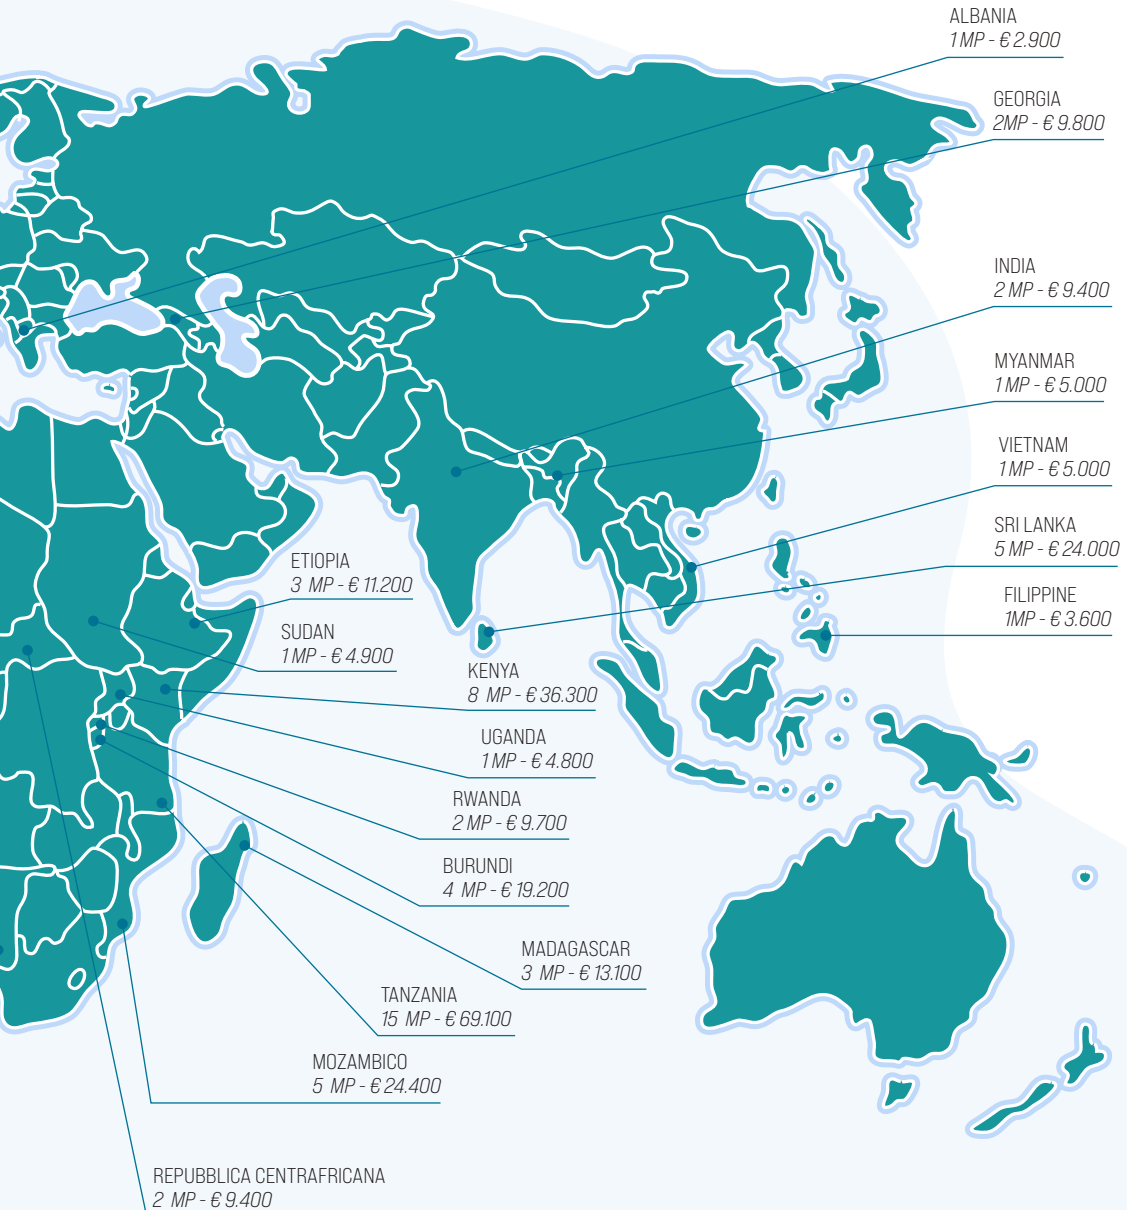 ALBANIA
1 MP - € 2.900
GEORGIA
2MP - € 9.800
INDIA
2 MP - € 9.400
MYANMAR
1 MP - € 5.000
VIETNAM
1 MP - € 5.000
SRI LANKA
5 MP - € 24.000
FILIPPINE
1MP - € 3.600
ETIOPIA
3 MP - € 11.200
SUDAN
1 MP - € 4.900
KENYA
8 MP - € 36.300
UGANDA
1 MP - € 4.800
RWANDA
2 MP - € 9.700
BURUNDI
4 MP - € 19.200
MADAGASCAR
3 MP - € 13.100
TANZANIA
15 MP - € 69.100
MOZAMBICO
5 MP - € 24.400
REPUBBLICA CENTRAFRICANA
2 MP - € 9.400